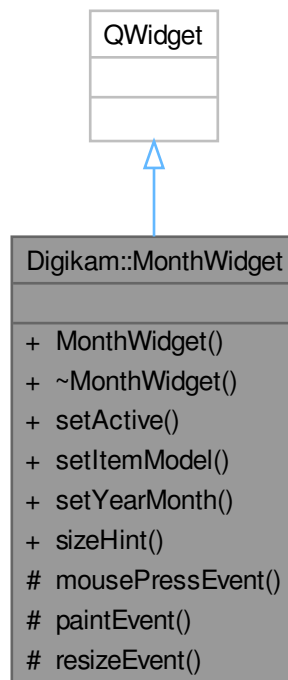 QWidget
Digikam::MonthWidget
+ MonthWidget()
+ ~MonthWidget()
+ setActive()
+ setItemModel()
+ setYearMonth()
+ sizeHint()
# mousePressEvent()
# paintEvent()
# resizeEvent()